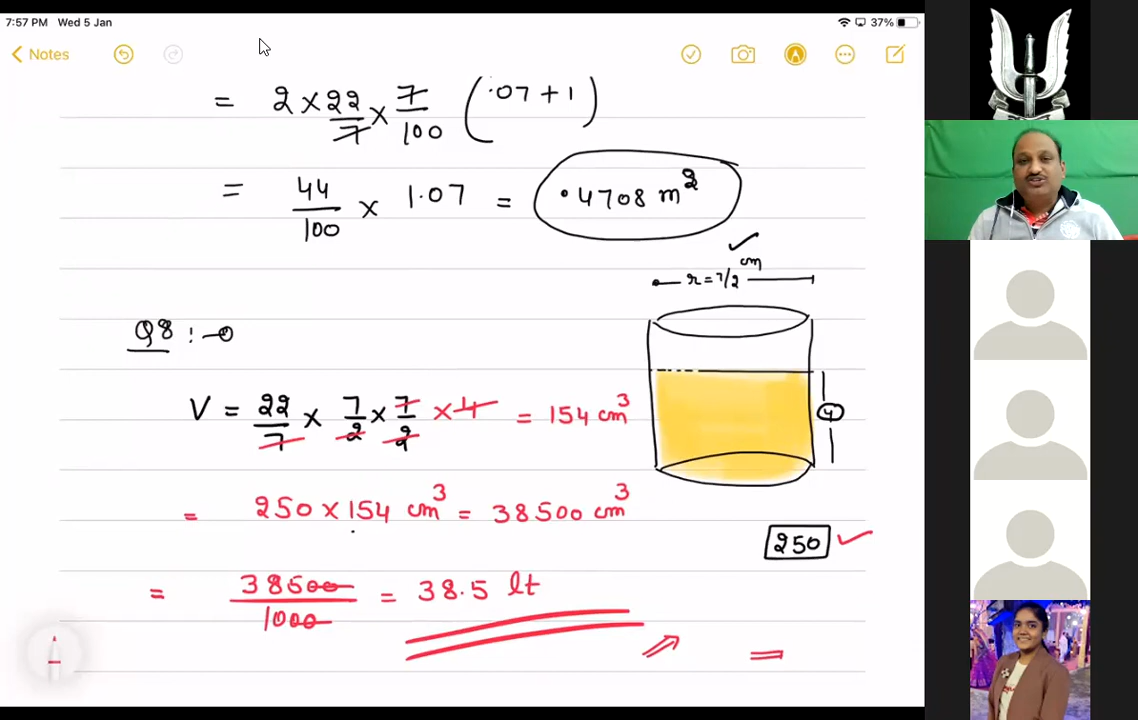 7:57 PM Wed 5 Jan
37%
Notes
= 2 × 22/7 × 7/100 (.07 + 1)
= 44/100 × 1.07 = .4708 m²
r = 7/2 cm
Q8 :-
V = 22/7 × 7/2 × 7/2 × 4 = 154 cm³
4
= 250 × 154 cm³ = 38500 cm³
250
= 38500/1000 = 38.5 lt
=